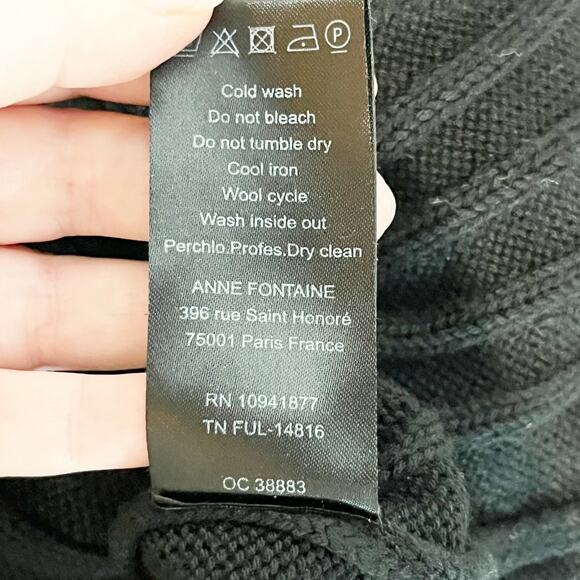 P
Cold wash
Do not bleach
Do not tumble dry
Cool iron
Wool cycle
Wash inside out
Perchlo.Profes.Dry clean
ANNE FONTAINE
396 rue Saint Honoré
75001 Paris France
RN 10941877
TN FUL-14816
OC 38883